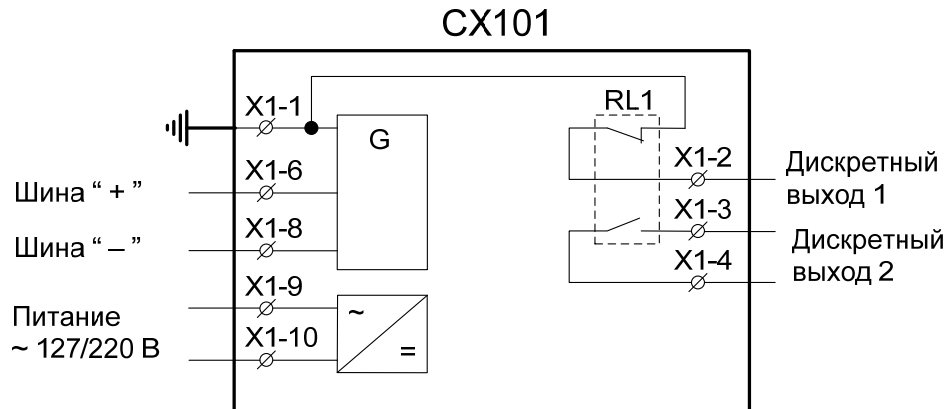 CX101
X1-1
RL1
G
X1-6
X1-2
Шина “ + ”
Дискретный
выход 1
X1-8
X1-3
Шина “ – ”
Дискретный
выход 2
X1-4
X1-9
Питание
~ 127/220 В
~
X1-10
=